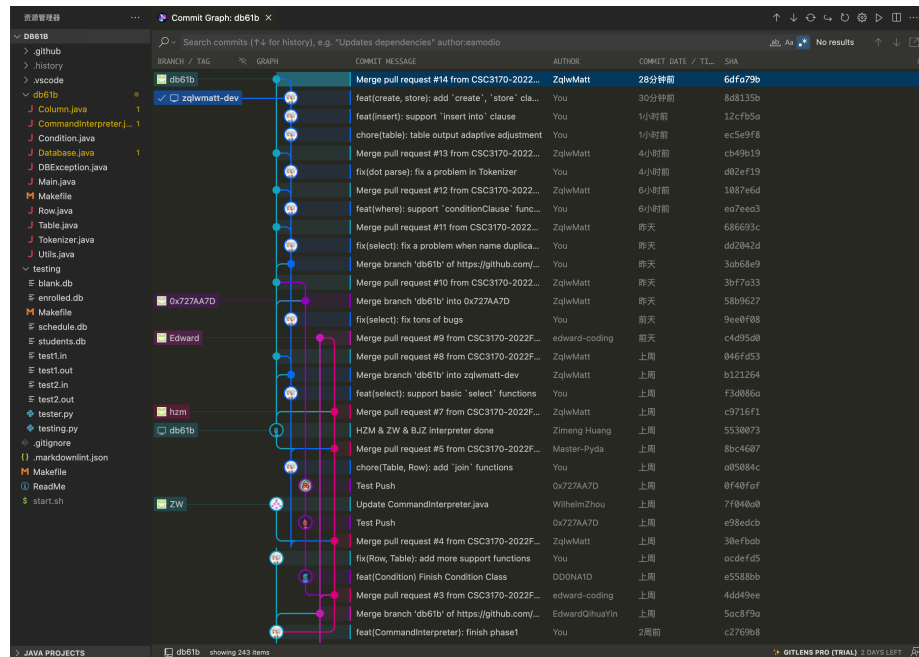 资源管理器
Commit Graph: db61b
DB61B
.github
.history
.vscode
db61b
Column.java 1
CommandInterpreter.j... 1
Condition.java
Database.java 1
DBException.java
Main.java
Makefile
Row.java
Table.java
Tokenizer.java
Utils.java
testing
blank.db
enrolled.db
Makefile
schedule.db
students.db
test1.in
test1.out
test2.in
test2.out
tester.py
testing.py
.gitignore
.markdownlint.json
Makefile
ReadMe
start.sh
JAVA PROJECTS
Search commits (↑↓ for history), e.g. "Updates dependencies" author:eamodio
ab Aa .* No results
BRANCH / TAG GRAPH COMMIT MESSAGE AUTHOR COMMIT DATE / TI... SHA
db61b Merge pull request #14 from CSC3170-2022... ZqlwMatt 28分钟前 6dfa79b
zqlwmatt-dev feat(create, store): add `create`, `store` cla... You 30分钟前 8d8135b
feat(insert): support `insert into` clause You 1小时前 12cfb5a
chore(table): table output adaptive adjustment You 1小时前 ec5e9f8
Merge pull request #13 from CSC3170-2022... ZqlwMatt 4小时前 cb49b19
fix(dot parse): fix a problem in Tokenizer You 4小时前 d02ef19
Merge pull request #12 from CSC3170-2022... ZqlwMatt 6小时前 1087e6d
feat(where): support `conditionClause` func... You 6小时前 ea7eea3
Merge pull request #11 from CSC3170-2022... ZqlwMatt 昨天 686693c
fix(select): fix a problem when name duplica... You 昨天 dd2042d
Merge branch 'db61b' of https://github.com/... You 昨天 3ab68e9
Merge pull request #10 from CSC3170-2022... ZqlwMatt 昨天 3bf7a33
0x727AA7D Merge branch 'db61b' into 0x727AA7D ZqlwMatt 昨天 58b9627
fix(select): fix tons of bugs You 前天 9ee0f08
Edward Merge pull request #9 from CSC3170-2022F... edward-coding 前天 c4d95d0
Merge pull request #8 from CSC3170-2022F... ZqlwMatt 上周 046fd53
Merge branch 'db61b' into zqlwmatt-dev ZqlwMatt 上周 b121264
feat(select): support basic `select` functions You 上周 f3d086a
hzm Merge pull request #7 from CSC3170-2022F... ZqlwMatt 上周 c9716f1
db61b HZM & ZW & BJZ interpreter done Zimeng Huang 上周 5530073
Merge pull request #5 from CSC3170-2022F... Master-Pyda 上周 8bc4607
chore(Table, Row): add `join` functions You 上周 a05084c
Test Push 0x727AA7D 上周 0f40faf
ZW Update CommandInterpreter.java WilhelmZhou 上周 7f040a0
Test Push 0x727AA7D 上周 e98edcb
Merge pull request #4 from CSC3170-2022F... ZqlwMatt 上周 30efbab
fix(Row, Table): add more support functions You 上周 acdefd5
feat(Condition) Finish Condition Class DD0NA1D 上周 e5588bb
Merge pull request #3 from CSC3170-2022F... edward-coding 上周 4dd49ee
Merge branch 'db61b' of https://github.com/... EdwardQihuaYin 上周 5ac8f9a
feat(CommandInterpreter): finish phase1 You 2周前 c2769b8
db61b showing 243 items GITLENS PRO (TRIAL) 2 DAYS LEFT